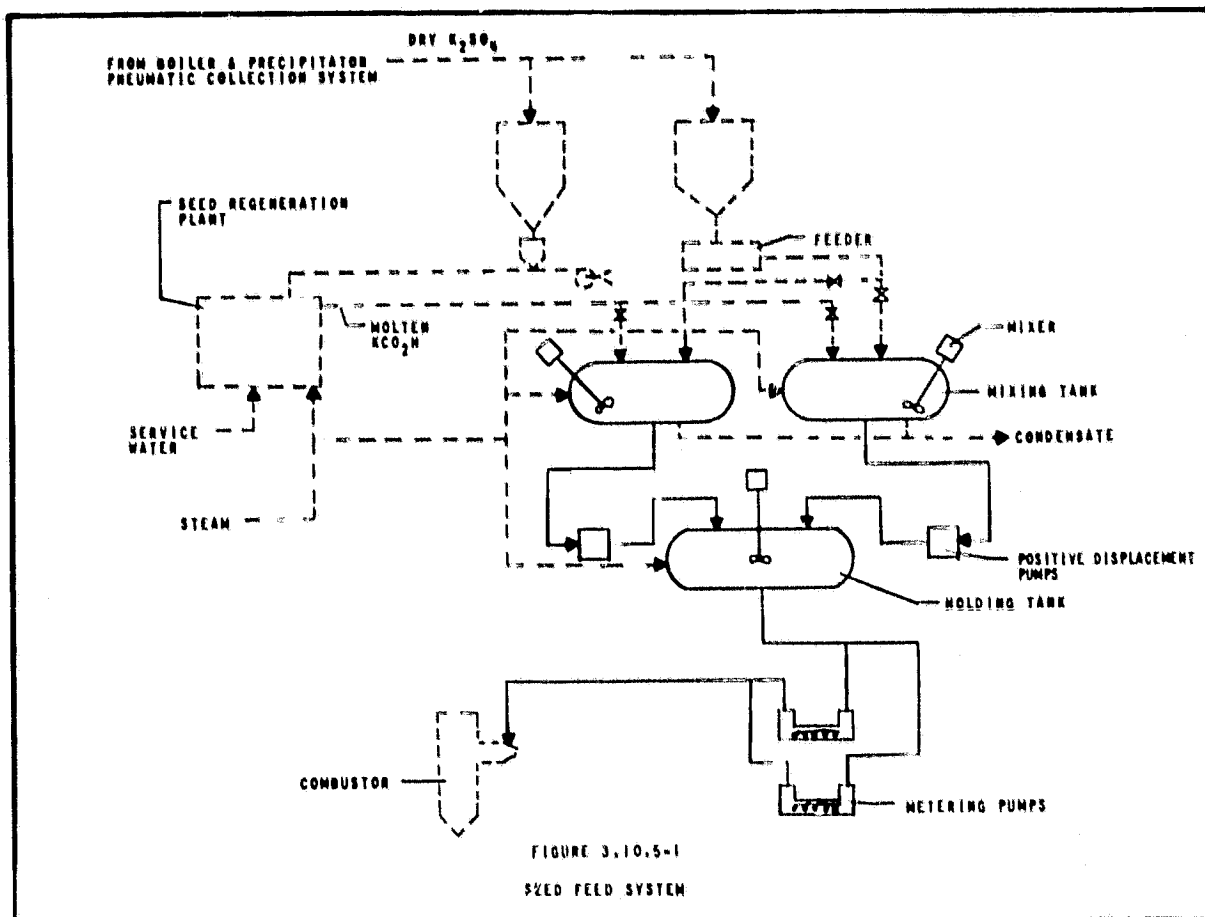 DRY K2SO4
FROM BOILER & PRECIPITATOR
PNEUMATIC COLLECTION SYSTEM
SEED REGENERATION
PLANT
FEEDER
MOLTEN
KCO2H
MIXER
MIXING TANK
SERVICE
WATER
CONDENSATE
STEAM
POSITIVE DISPLACEMENT
PUMPS
HOLDING TANK
COMBUSTOR
METERING PUMPS
FIGURE 3.10.5-1
SEED FEED SYSTEM